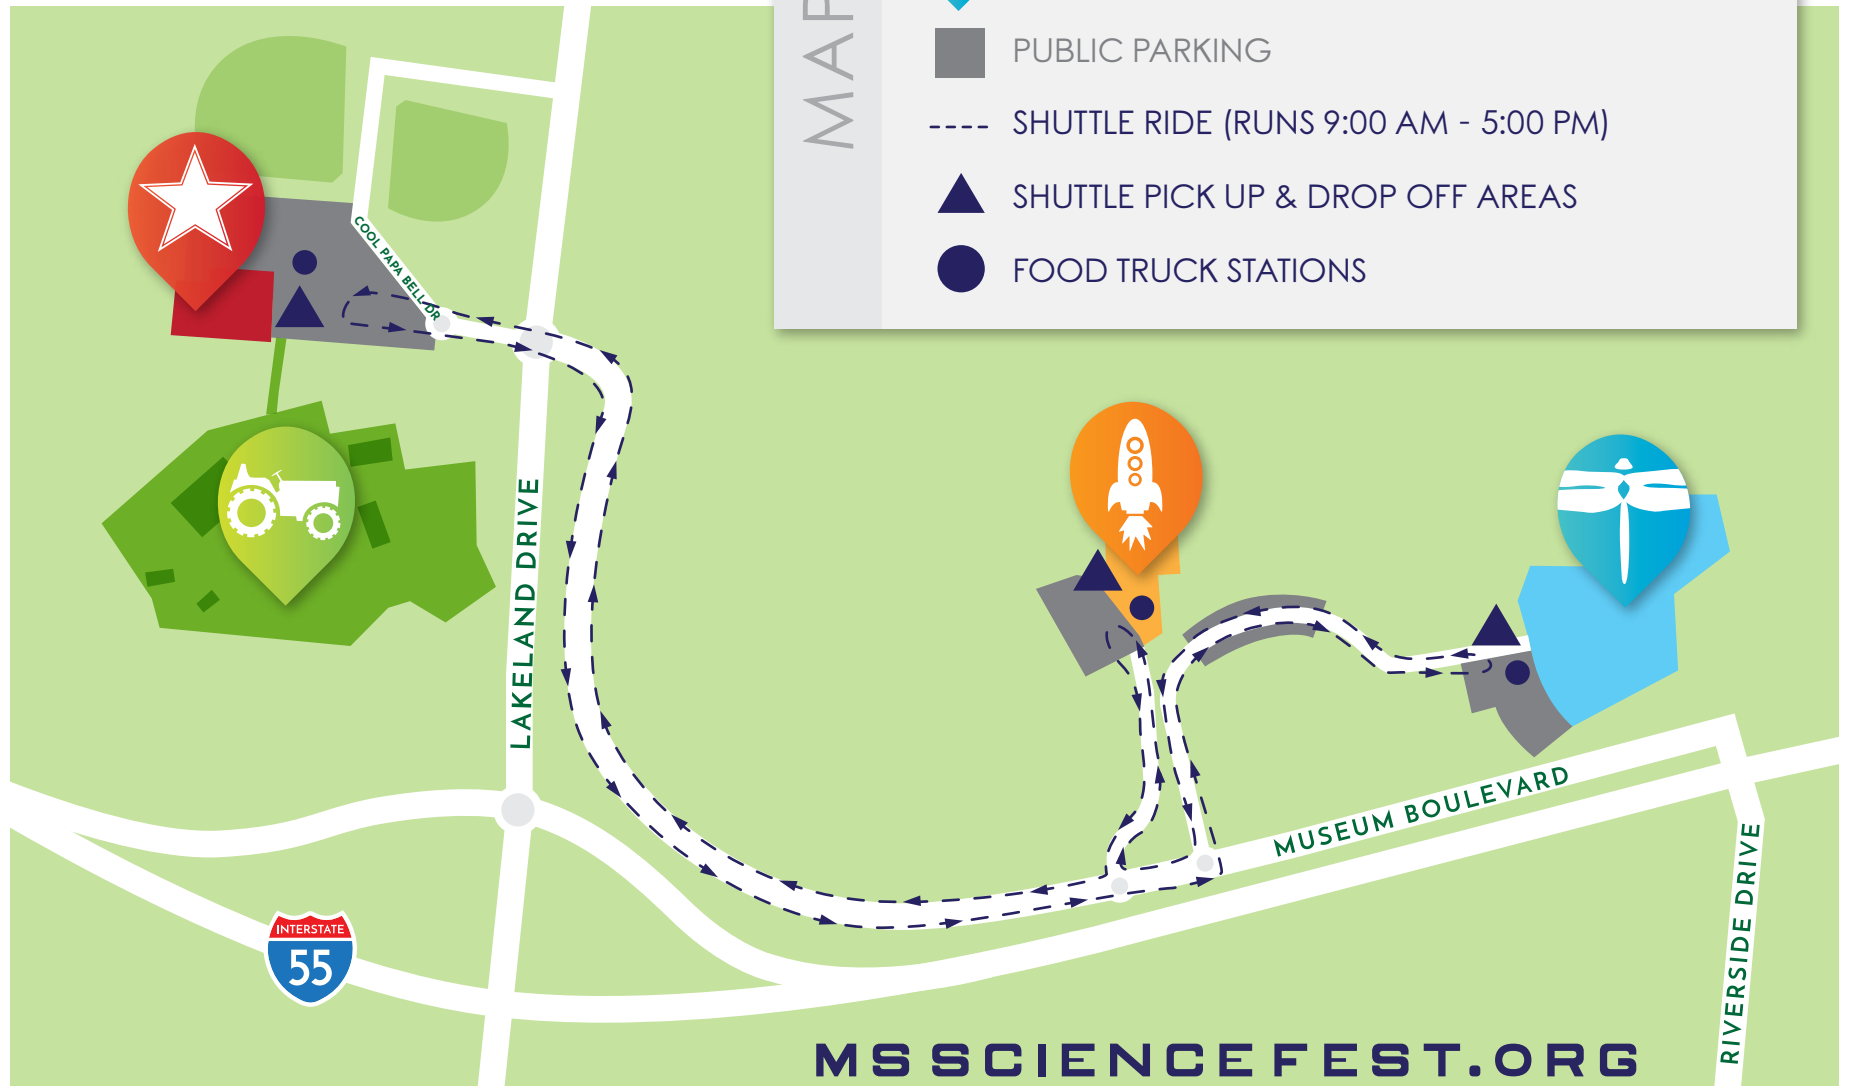 MAP
PUBLIC PARKING
SHUTTLE RIDE (RUNS 9:00 AM - 5:00 PM)
SHUTTLE PICK UP & DROP OFF AREAS
FOOD TRUCK STATIONS
COOL PAPA BELL DR
LAKELAND DRIVE
MUSEUM BOULEVARD
RIVERSIDE DRIVE
INTERSTATE
55
MSSCIENCEFEST.ORG